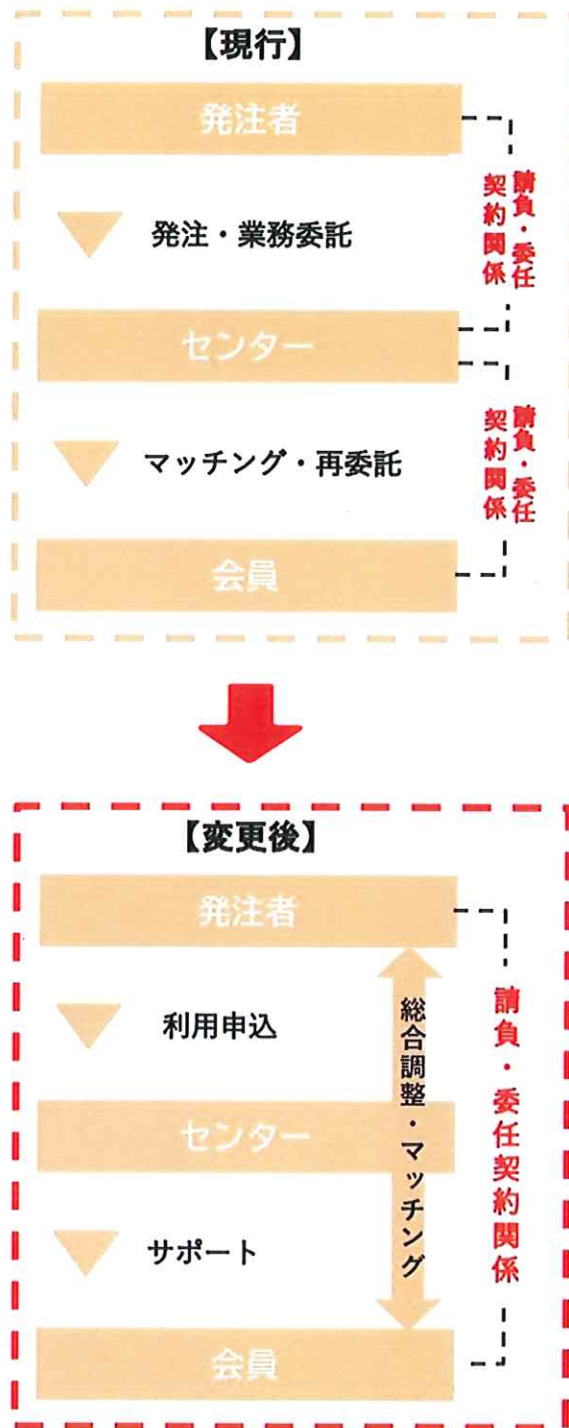 【現行】
発注者
発注・業務委託
請負・委任
契約関係
センター
マッチング・再委託
請負・委任
契約関係
会員
【変更後】
発注者
利用申込
総合調整・マッチング
請負・委任契約関係
センター
サポート
会員